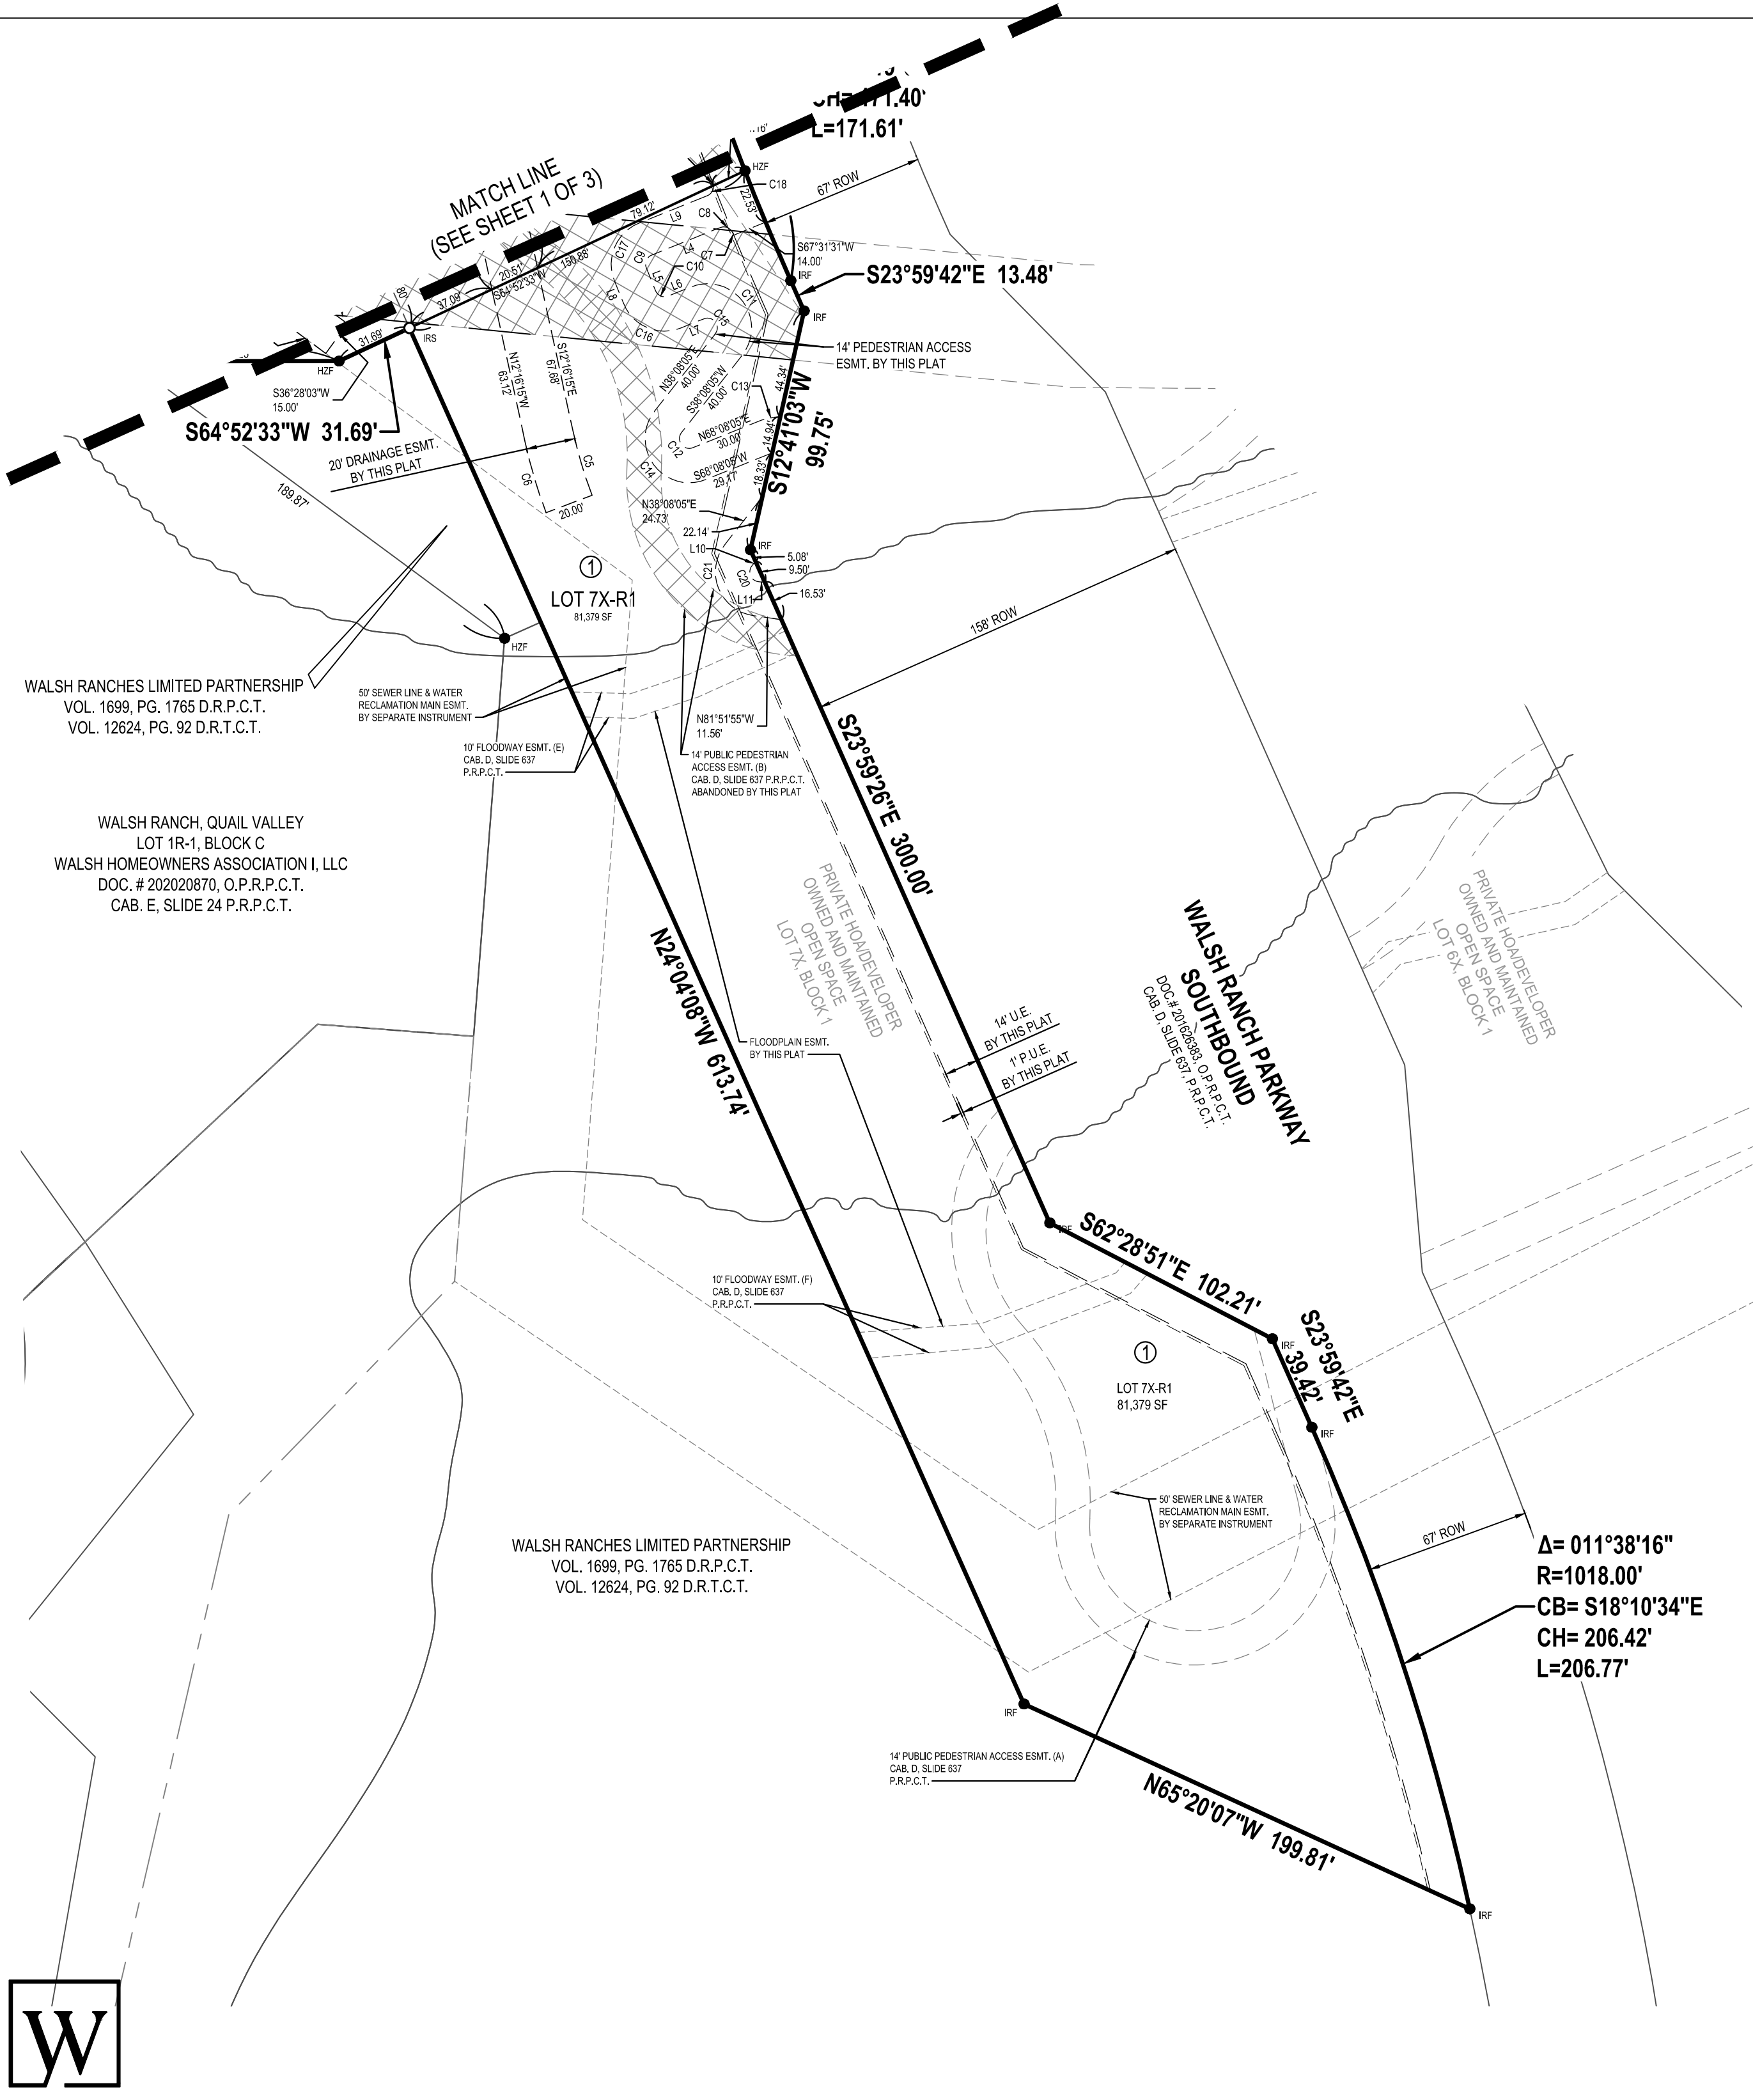 CH= 171.40'
L=171.61'
MATCH LINE
(SEE SHEET 1 OF 3)
HZF
C18
67' ROW
22.53'
79.12'
L9
C8
C17
C9
L4
C7
C10
S67°31'31"W
14.00'
IRF
S23°59'42"E 13.48'
20.51'
150.88'
S64°52'33"W
37.09'
80'
L5
L6
L8
C11
C15
L7
C16
IRF
IRS
31.69'
HZF
14' PEDESTRIAN ACCESS
ESMT. BY THIS PLAT
S36°28'03"W
15.00'
S64°52'33"W 31.69'
N12°16'15"W
63.12'
S12°16'15"E
67.68'
N38°08'05"E
40.00'
S38°08'05"W
40.00'
C13
44.34'
S12°41'03"W
99.75'
N68°08'05"E
30.00'
14.94'
C12
S68°08'05"W
29.17'
18.33'
C14
20' DRAINAGE ESMT.
BY THIS PLAT
C5
C6
20.00'
189.87'
N38°08'05"E
24.73'
22.14'
L10
IRF
5.08'
9.50'
C20
C21
L11
16.53'
1
LOT 7X-R1
81,379 SF
HZF
158' ROW
WALSH RANCHES LIMITED PARTNERSHIP
VOL. 1699, PG. 1765 D.R.P.C.T.
VOL. 12624, PG. 92 D.R.T.C.T.
50' SEWER LINE & WATER
RECLAMATION MAIN ESMT.
BY SEPARATE INSTRUMENT
10' FLOODWAY ESMT. (E)
CAB. D, SLIDE 637
P.R.P.C.T.
N81°51'55"W
11.56'
14' PUBLIC PEDESTRIAN
ACCESS ESMT. (B)
CAB. D, SLIDE 637 P.R.P.C.T.
ABANDONED BY THIS PLAT
S23°59'26"E 300.00'
WALSH RANCH, QUAIL VALLEY
LOT 1R-1, BLOCK C
WALSH HOMEOWNERS ASSOCIATION I, LLC
DOC. # 202020870, O.P.R.P.C.T.
CAB. E, SLIDE 24 P.R.P.C.T.
PRIVATE HOA/DEVELOPER
OWNED AND MAINTAINED
OPEN SPACE
LOT 7X, BLOCK 1
PRIVATE HOA/DEVELOPER
OWNED AND MAINTAINED
OPEN SPACE
LOT 6X, BLOCK 1
N24°04'08"W 613.74'
WALSH RANCH PARKWAY
SOUTHBOUND
DOC.# 201626383, O.P.R.P.C.T.
CAB. D, SLIDE 637, P.R.P.C.T.
14' U.E.
BY THIS PLAT
1' P.U.E.
BY THIS PLAT
FLOODPLAIN ESMT.
BY THIS PLAT
IRF
S62°28'51"E 102.21'
10' FLOODWAY ESMT. (F)
CAB. D, SLIDE 637
P.R.P.C.T.
IRF
S23°59'42"E
39.42'
IRF
1
LOT 7X-R1
81,379 SF
50' SEWER LINE & WATER
RECLAMATION MAIN ESMT.
BY SEPARATE INSTRUMENT
67' ROW
Δ= 011°38'16"
R=1018.00'
CB= S18°10'34"E
CH= 206.42'
L=206.77'
WALSH RANCHES LIMITED PARTNERSHIP
VOL. 1699, PG. 1765 D.R.P.C.T.
VOL. 12624, PG. 92 D.R.T.C.T.
IRF
14' PUBLIC PEDESTRIAN ACCESS ESMT. (A)
CAB. D, SLIDE 637
P.R.P.C.T.
N65°20'07"W 199.81'
IRF
W